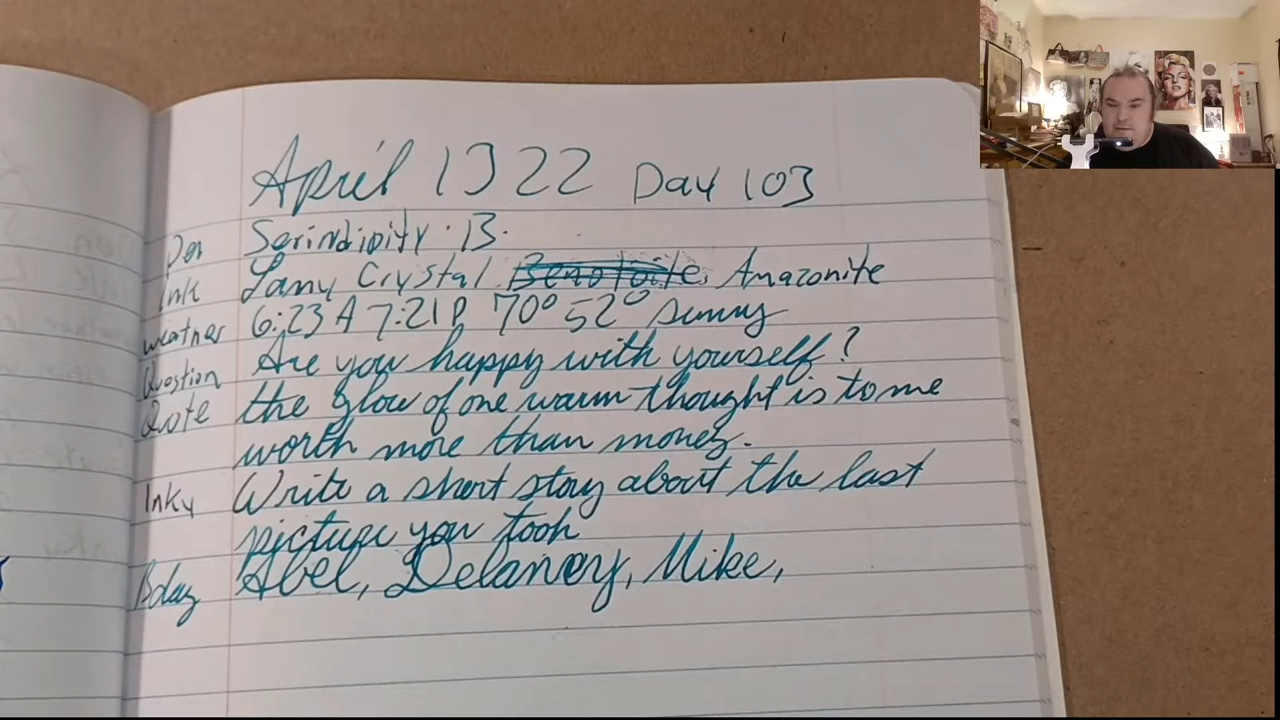 April 13 22 Day 103
Pen Serindipity · 13.
Ink Lamy Crystal Benotoite. Amazonite
weather 6:23 A 7:21 P 70° 52° sunny
Question Are you happy with yourself?
Quote the glow of one warm thought is to me
worth more than money.
Inky Write a short story about the last
picture you took
Bday Abel, Delaney, Mike,